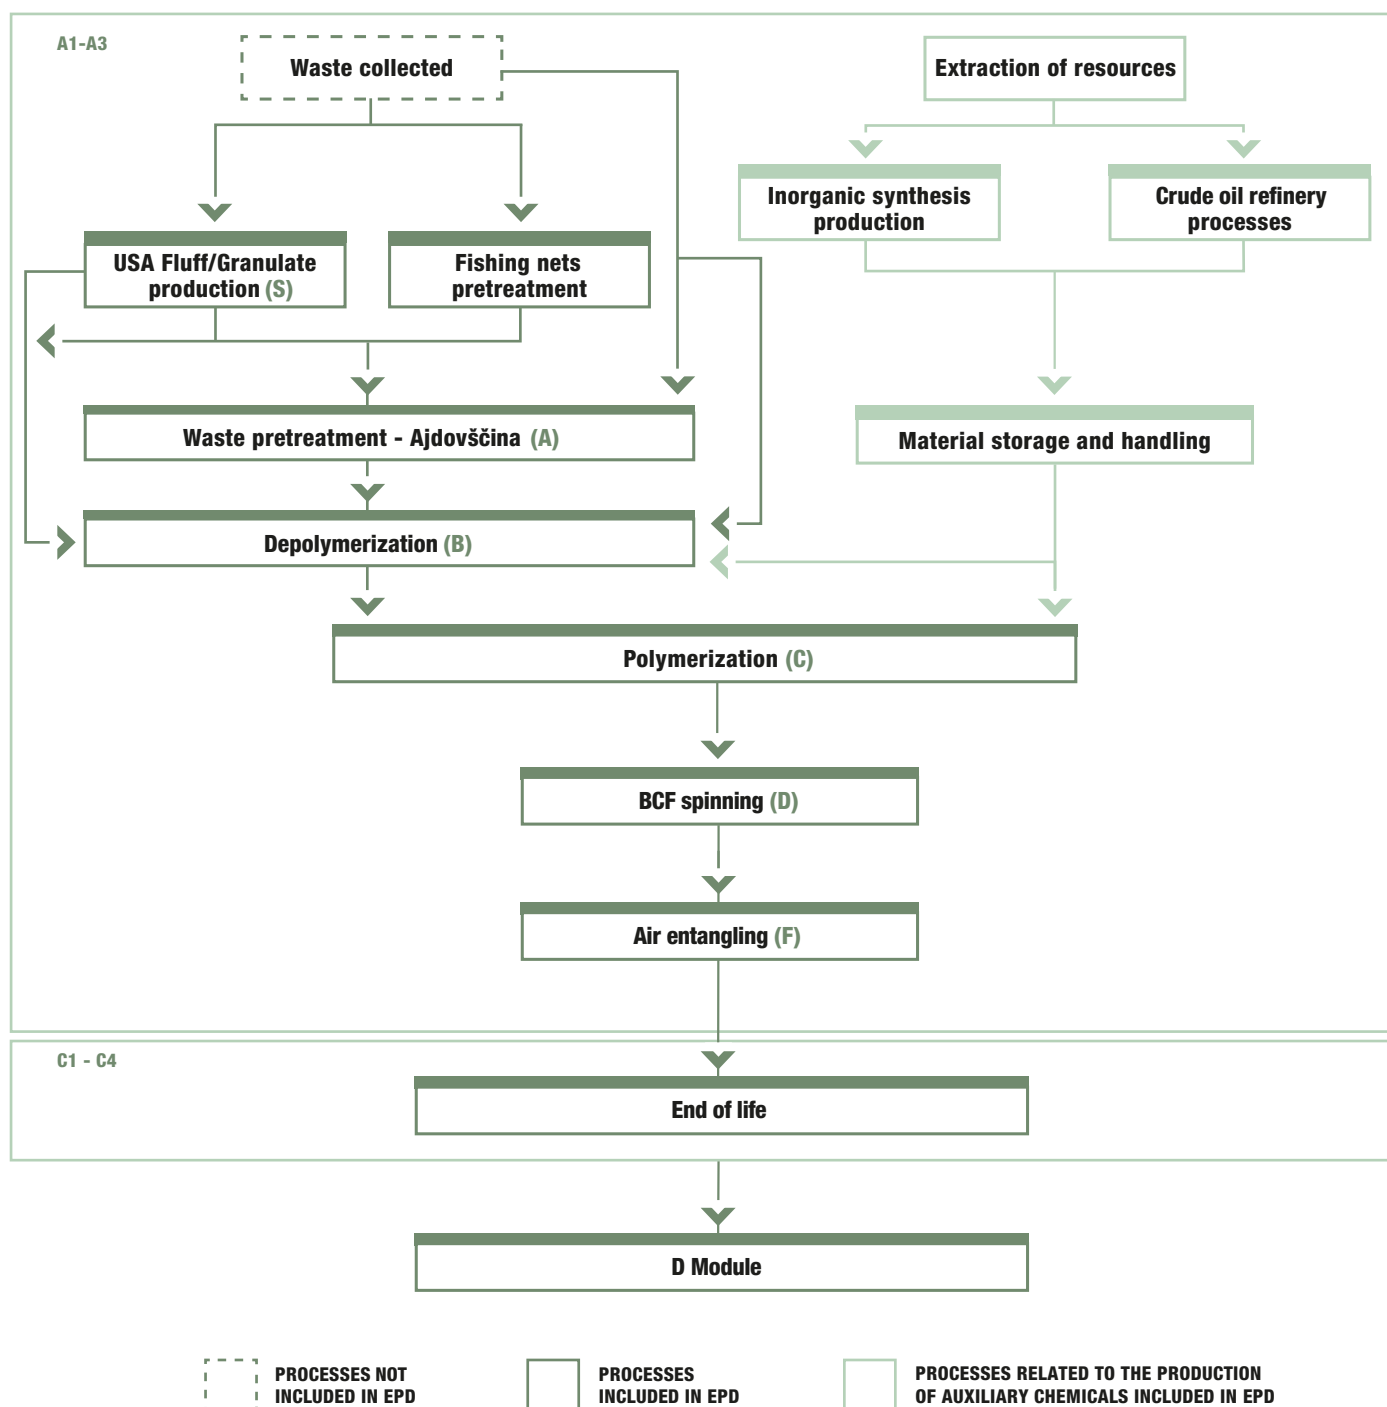 A1-A3
Waste collected
Extraction of resources
Inorganic synthesis
production
Crude oil refinery
processes
USA Fluff/Granulate
production (S)
Fishing nets
pretreatment
Waste pretreatment - Ajdovščina (A)
Material storage and handling
Depolymerization (B)
Polymerization (C)
BCF spinning (D)
Air entangling (F)
C1 - C4
End of life
D Module
PROCESSES NOT
INCLUDED IN EPD
PROCESSES
INCLUDED IN EPD
PROCESSES RELATED TO THE PRODUCTION
OF AUXILIARY CHEMICALS INCLUDED IN EPD